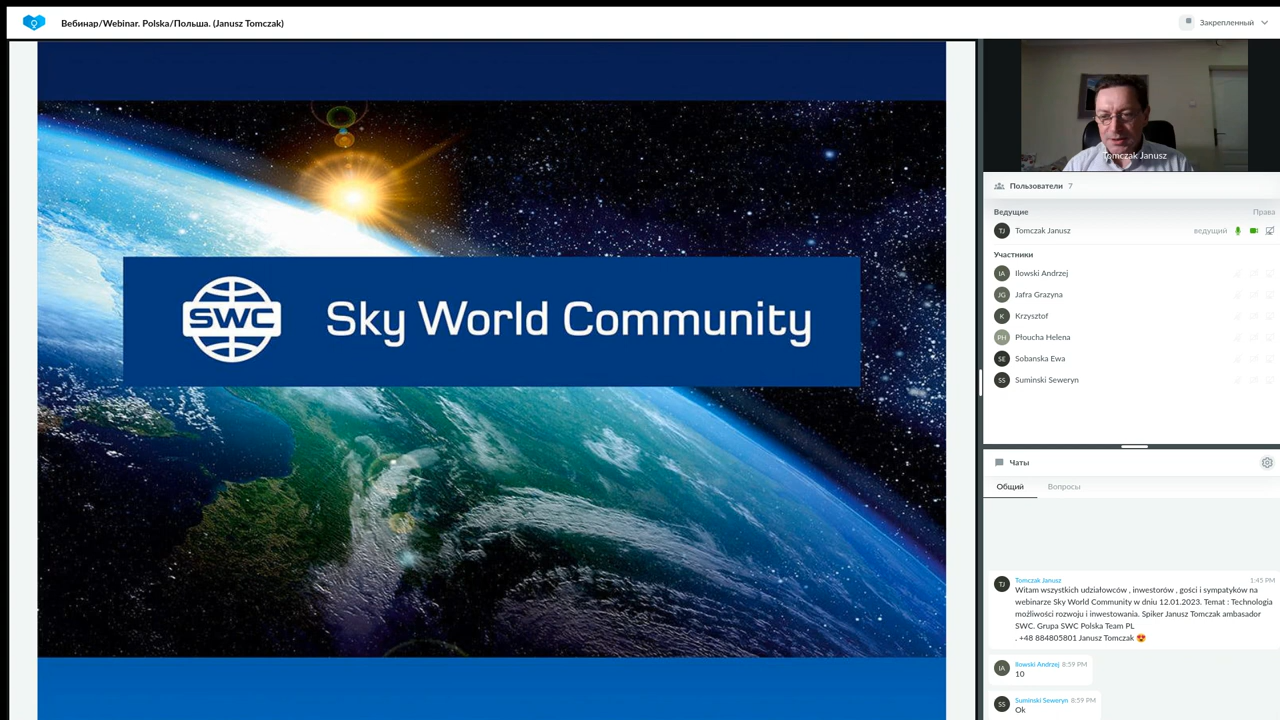 Вебинар/Webinar. Polska/Польша. (Janusz Tomczak)
Закрепленный
SWC
Sky World Community
Tomczak Janusz
Пользователи 7
Ведущие
Права
TJ
Tomczak Janusz
ведущий
Участники
IA
Ilowski Andrzej
JG
Jafra Grazyna
K
Krzysztof
PH
Płoucha Helena
SE
Sobanska Ewa
SS
Suminski Seweryn
Чаты
Общий
Вопросы
TJ
Tomczak Janusz
1:45 PM
Witam wszystkich udziałowców , inwestorów , gości i sympatyków na
webinarze Sky World Community w dniu 12.01.2023. Temat : Technologia
możliwości rozwoju i inwestowania. Spiker Janusz Tomczak ambasador
SWC. Grupa SWC Polska Team PL
. +48 884805801 Janusz Tomczak 😍
IA
Ilowski Andrzej 8:59 PM
10
SS
Suminski Seweryn 8:59 PM
Ok